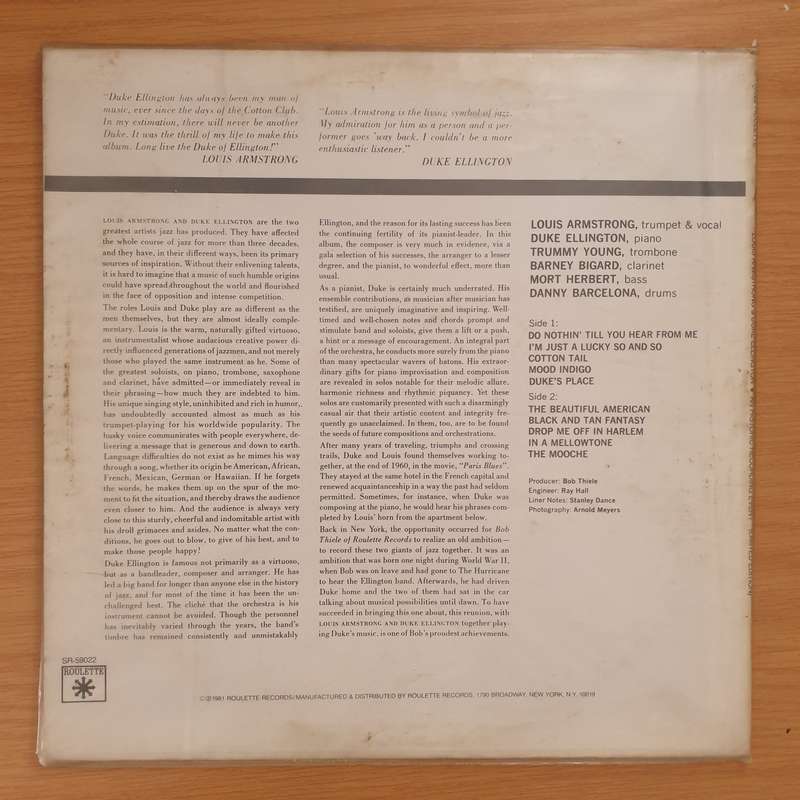 "Duke Ellington has always been my man of
music, ever since the days of the Cotton Club.
In my estimation, there will never be another
Duke. It was the thrill of my life to make this
album. Long live the Duke of Ellington!"
LOUIS ARMSTRONG
"Louis Armstrong is the living symbol of jazz.
My admiration for him as a person and a per-
former goes 'way back. I couldn't be a more
enthusiastic listener."
DUKE ELLINGTON
LOUIS ARMSTRONG AND DUKE ELLINGTON are the two
greatest artists jazz has produced. They have affected
the whole course of jazz for more than three decades,
and they have, in their different ways, been its primary
sources of inspiration. Without their enlivening talents,
it is hard to imagine that a music of such humble origins
could have spread throughout the world and flourished
in the face of opposition and intense competition.
The roles Louis and Duke play are as different as the
men themselves, but they are almost ideally comple-
mentary. Louis is the warm, naturally gifted virtuoso,
an instrumentalist whose audacious creative power di-
rectly influenced generations of jazzmen, and not merely
those who played the same instrument as he. Some of
the greatest soloists, on piano, trombone, saxophone
and clarinet, have admitted—or immediately reveal in
their phrasing—how much they are indebted to him.
His unique singing style, uninhibited and rich in humor,
has undoubtedly accounted almost as much as his
trumpet-playing for his worldwide popularity. The
husky voice communicates with people everywhere, de-
livering a message that is generous and down to earth.
Language difficulties do not exist as he mimes his way
through a song, whether its origin be American, African,
French, Mexican, German or Hawaiian. If he forgets
the words, he makes them up on the spur of the mo-
ment to fit the situation, and thereby draws the audience
even closer to him. And the audience is always very
close to this sturdy, cheerful and indomitable artist with
his droll grimaces and asides. No matter what the con-
ditions, he goes out to blow, to give of his best, and to
make those people happy!
Duke Ellington is famous not primarily as a virtuoso,
but as a bandleader, composer and arranger. He has
led a big band for longer than anyone else in the history
of jazz, and for most of the time it has been the un-
challenged best. The cliché that the orchestra is his
instrument cannot be avoided. Though the personnel
has inevitably varied through the years, the band's
timbre has remained consistently and unmistakably
Ellington, and the reason for its lasting success has been
the continuing fertility of its pianist-leader. In this
album, the composer is very much in evidence, via a
gala selection of his successes, the arranger to a lesser
degree, and the pianist, to wonderful effect, more than
usual.
As a pianist, Duke is certainly much underrated. His
ensemble contributions, as musician after musician has
testified, are uniquely imaginative and inspiring. Well-
timed and well-chosen notes and chords prompt and
stimulate band and soloists, give them a lift or a push,
a hint or a message of encouragement. An integral part
of the orchestra, he conducts more surely from the piano
than many spectacular wavers of batons. His extraor-
dinary gifts for piano improvisation and composition
are revealed in solos notable for their melodic allure,
harmonic richness and rhythmic piquancy. Yet these
solos are customarily presented with such a disarmingly
casual air that their artistic content and integrity fre-
quently go unacclaimed. In them, too, are to be found
the seeds of future compositions and orchestrations.
After many years of traveling, triumphs and crossing
trails, Duke and Louis found themselves working to-
gether, at the end of 1960, in the movie, "Paris Blues".
They stayed at the same hotel in the French capital and
renewed acquaintanceship in a way the past had seldom
permitted. Sometimes, for instance, when Duke was
composing at the piano, he would hear his phrases com-
pleted by Louis' horn from the apartment below.
Back in New York, the opportunity occurred for Bob
Thiele of Roulette Records to realize an old ambition—
to record these two giants of jazz together. It was an
ambition that was born one night during World War II,
when Bob was on leave and had gone to The Hurricane
to hear the Ellington band. Afterwards, he had driven
Duke home and the two of them had sat in the car
talking about musical possibilities until dawn. To have
succeeded in bringing this one about, this reunion, with
LOUIS ARMSTRONG AND DUKE ELLINGTON together play-
ing Duke's music, is one of Bob's proudest achievements.
LOUIS ARMSTRONG, trumpet & vocal
DUKE ELLINGTON, piano
TRUMMY YOUNG, trombone
BARNEY BIGARD, clarinet
MORT HERBERT, bass
DANNY BARCELONA, drums
Side 1:
DO NOTHIN' TILL YOU HEAR FROM ME
I'M JUST A LUCKY SO AND SO
COTTON TAIL
MOOD INDIGO
DUKE'S PLACE
Side 2:
THE BEAUTIFUL AMERICAN
BLACK AND TAN FANTASY
DROP ME OFF IN HARLEM
IN A MELLOWTONE
THE MOOCHE
Producer: Bob Thiele
Engineer: Ray Hall
Liner Notes: Stanley Dance
Photography: Arnold Meyers
SR-59022
ROULETTE
©℗1981 ROULETTE RECORDS/MANUFACTURED & DISTRIBUTED BY ROULETTE RECORDS, 1790 BROADWAY, NEW YORK, N.Y. 10019